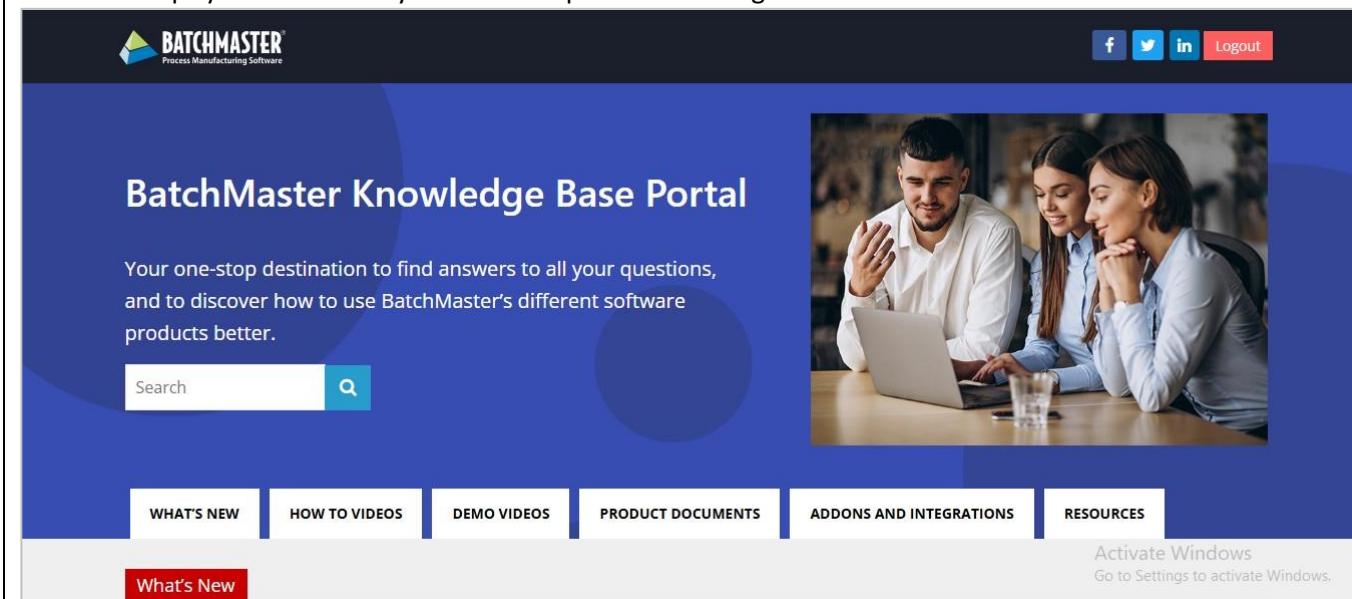 BATCHMASTER®
Process Manufacturing Software
f
in
Logout
BatchMaster Knowledge Base Portal
Your one-stop destination to find answers to all your questions,
and to discover how to use BatchMaster’s different software
products better.
Search
WHAT'S NEW
HOW TO VIDEOS
DEMO VIDEOS
PRODUCT DOCUMENTS
ADDONS AND INTEGRATIONS
RESOURCES
Activate Windows
Go to Settings to activate Windows.
What’s New